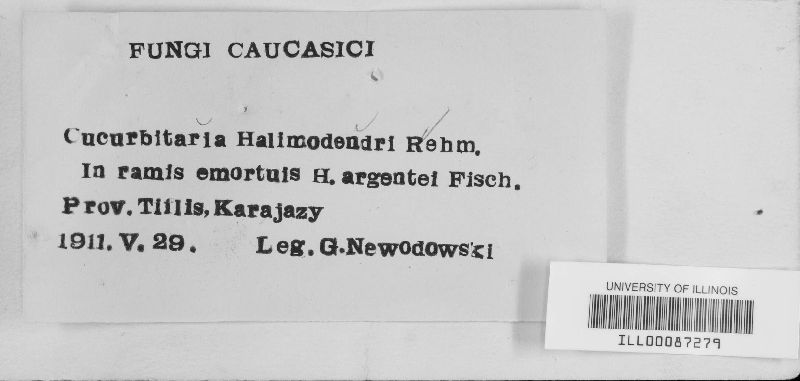 FUNGI CAUCASICI
Cucurbitaria Halimodendri Rehm.
In ramis emortuis H. argentei Fisch.
Prov. Tiflis, Karajazy
1911. V. 29. Leg. G. Newodowski
UNIVERSITY OF ILLINOIS
ILL00087279